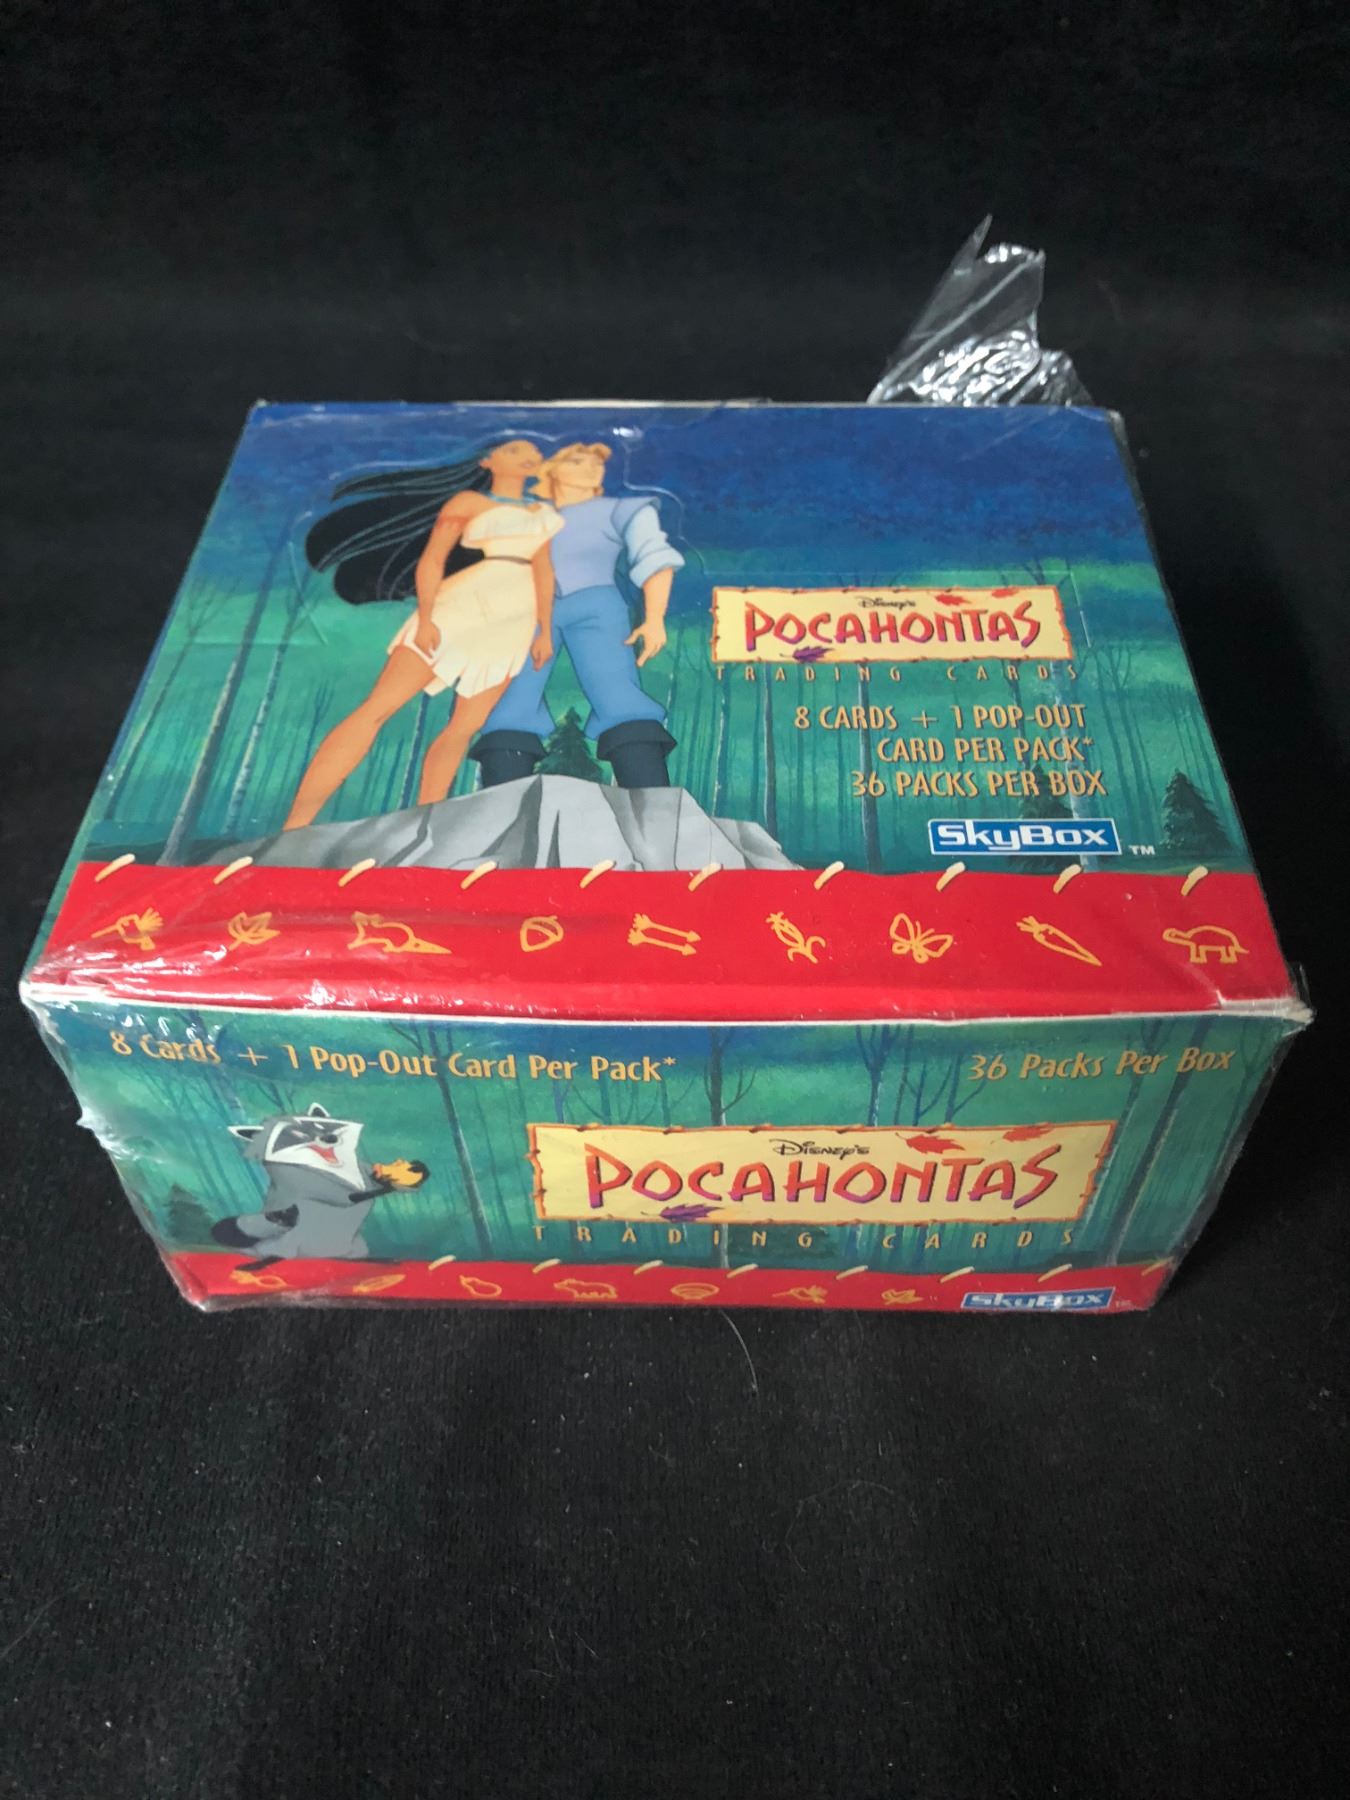 Disney's
POCAHONTAS
TRADING CARDS
8 CARDS + 1 POP-OUT
CARD PER PACK*
36 PACKS PER BOX
SkyBox TM
8 Cards + 1 Pop-Out Card Per Pack*
36 Packs Per Box
Disney's
POCAHONTAS
TRADING CARDS
SkyBox TM